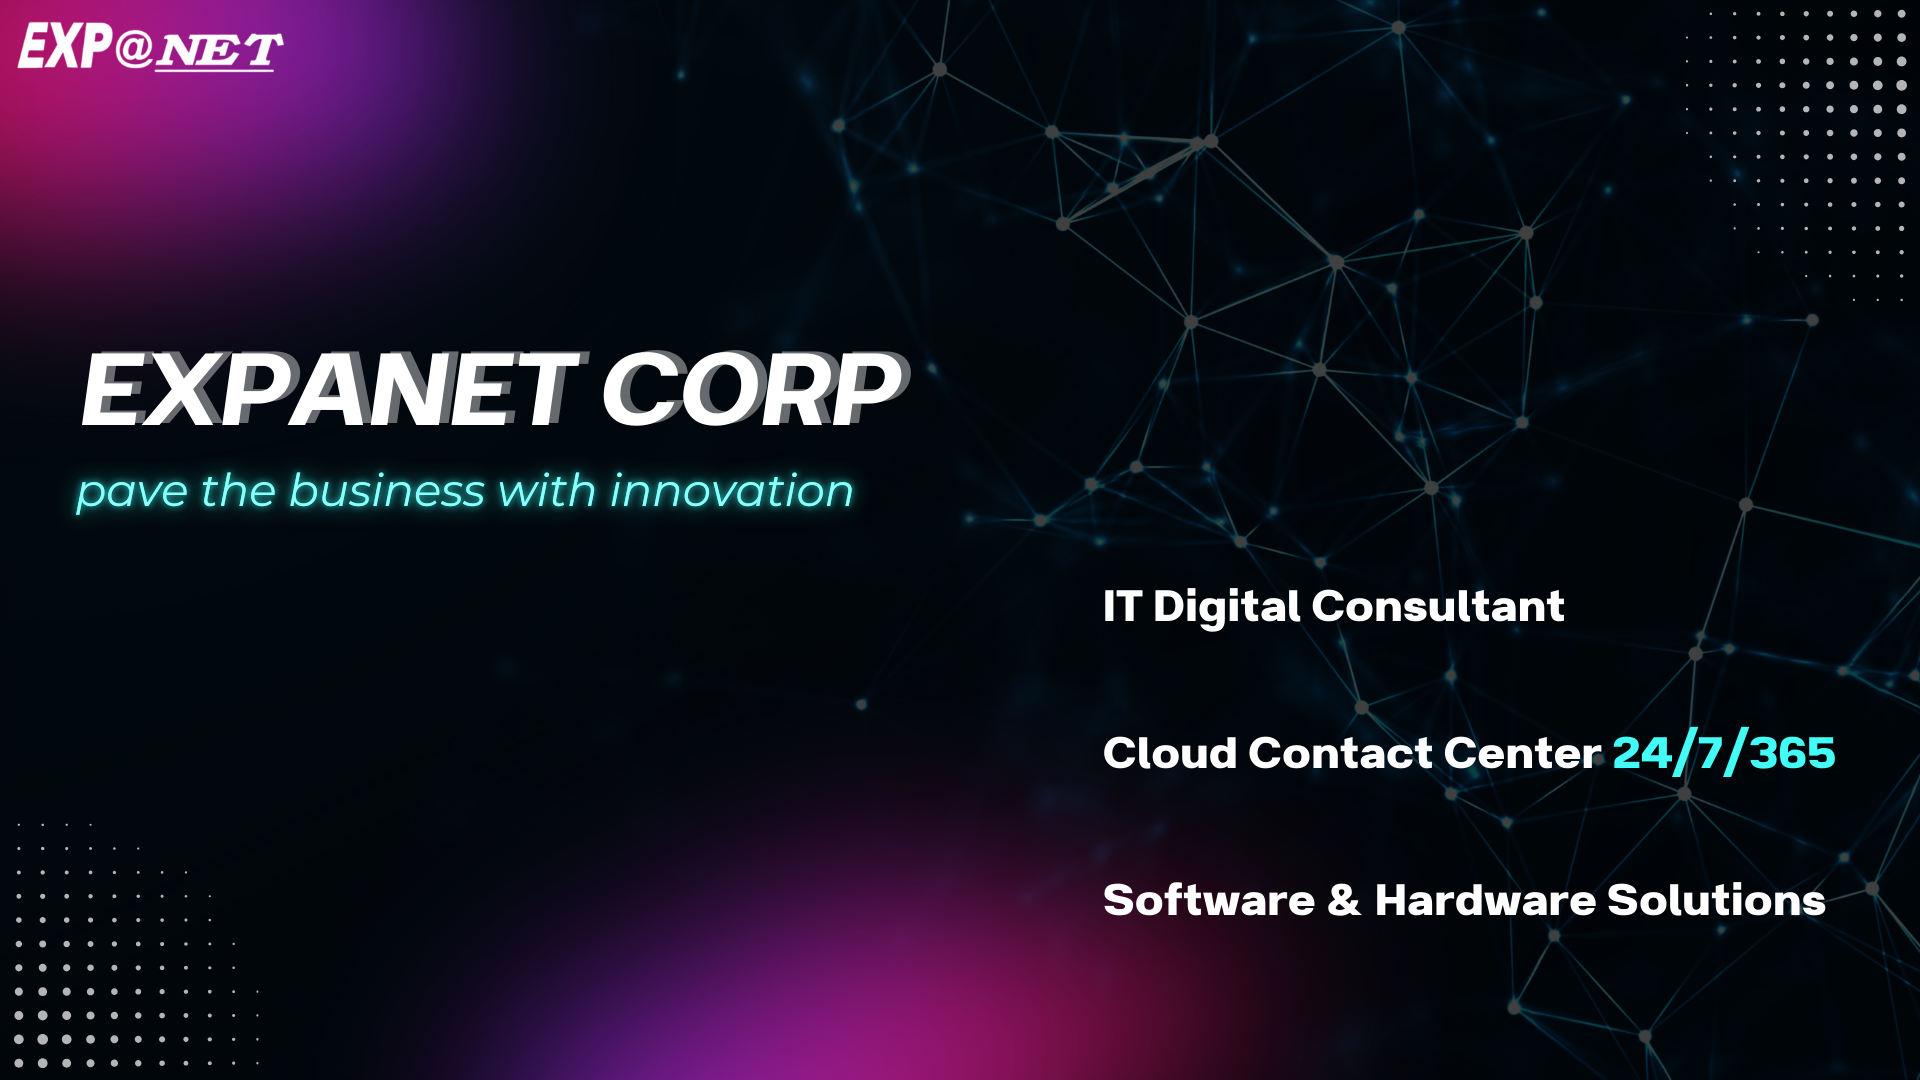 EXP@NET
EXPANET CORP
pave the business with innovation
IT Digital Consultant
Cloud Contact Center 24/7/365
Software & Hardware Solutions